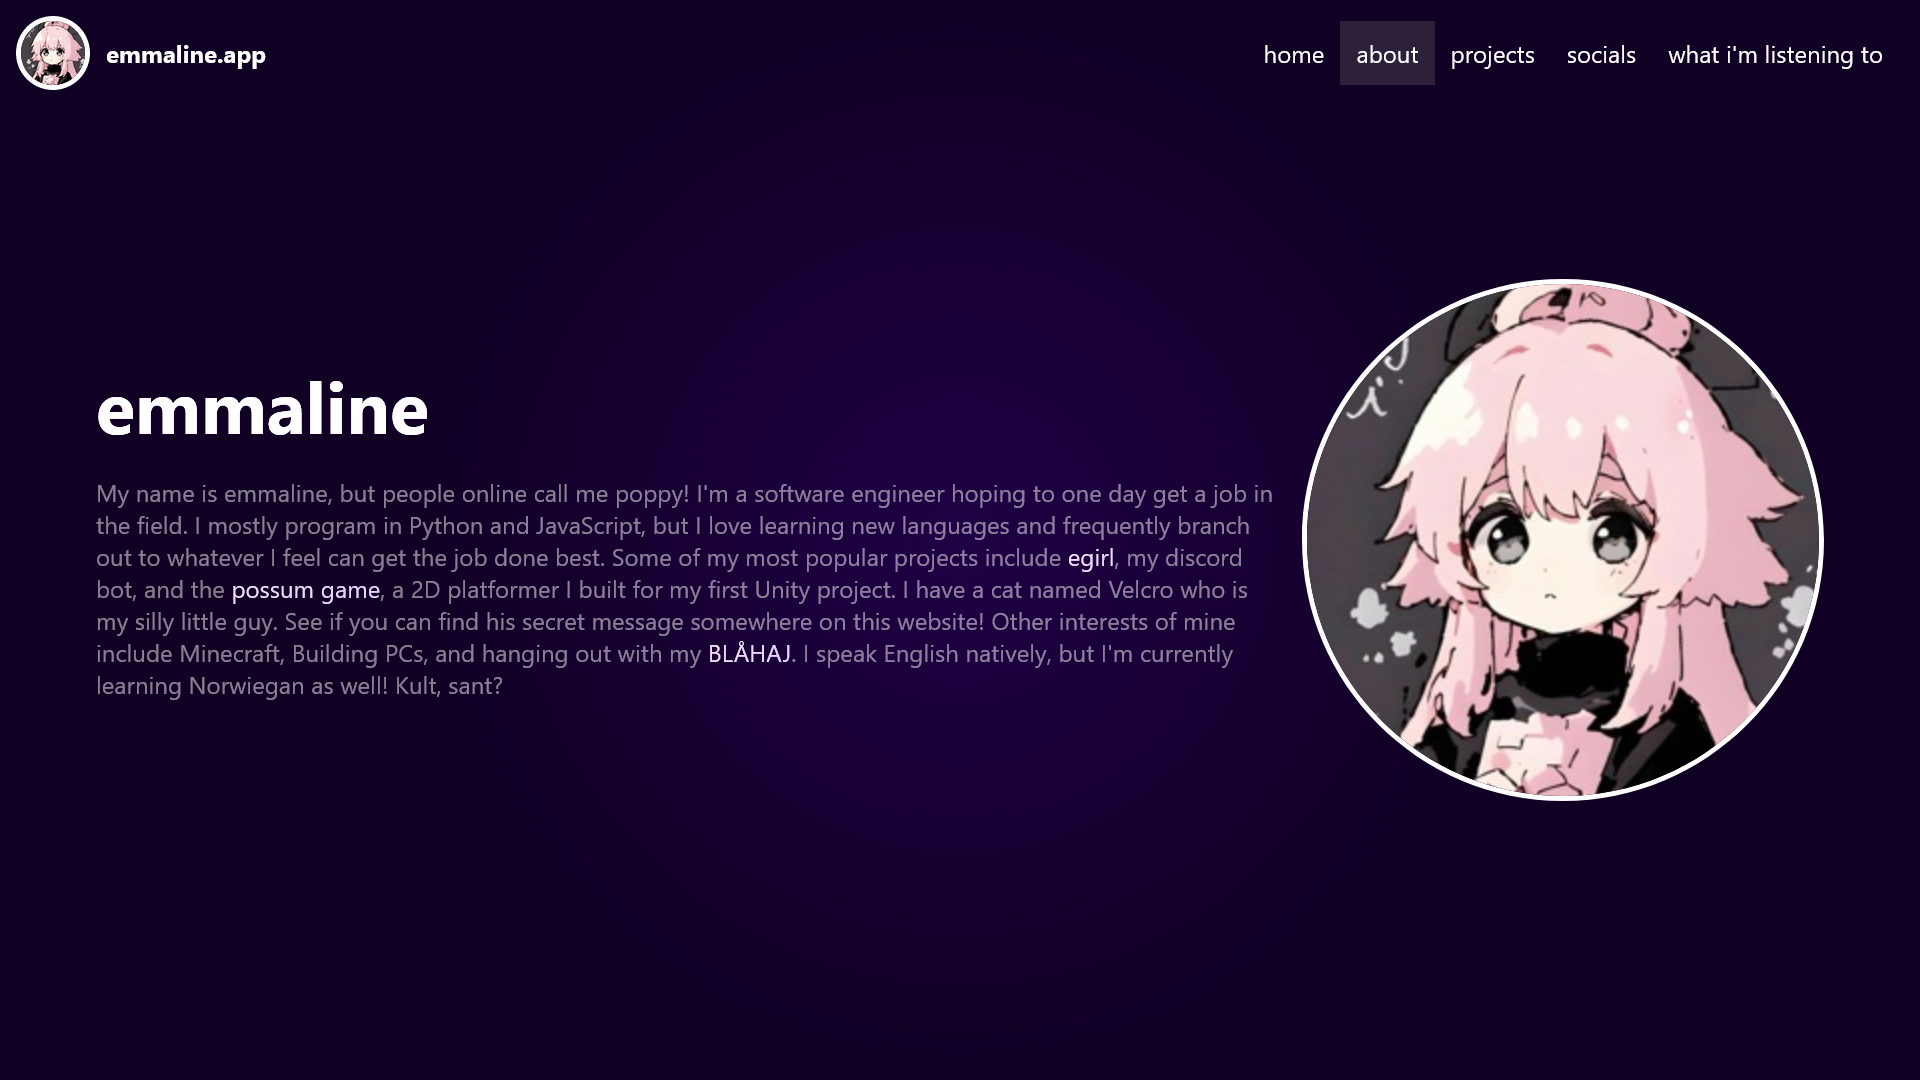 emmaline.app
home
about
projects
socials
what i'm listening to
emmaline
My name is emmaline, but people online call me poppy! I'm a software engineer hoping to one day get a job in
the field. I mostly program in Python and JavaScript, but I love learning new languages and frequently branch
out to whatever I feel can get the job done best. Some of my most popular projects include egirl, my discord
bot, and the possum game, a 2D platformer I built for my first Unity project. I have a cat named Velcro who is
my silly little guy. See if you can find his secret message somewhere on this website! Other interests of mine
include Minecraft, Building PCs, and hanging out with my BLÅHAJ. I speak English natively, but I'm currently
learning Norwiegan as well! Kult, sant?